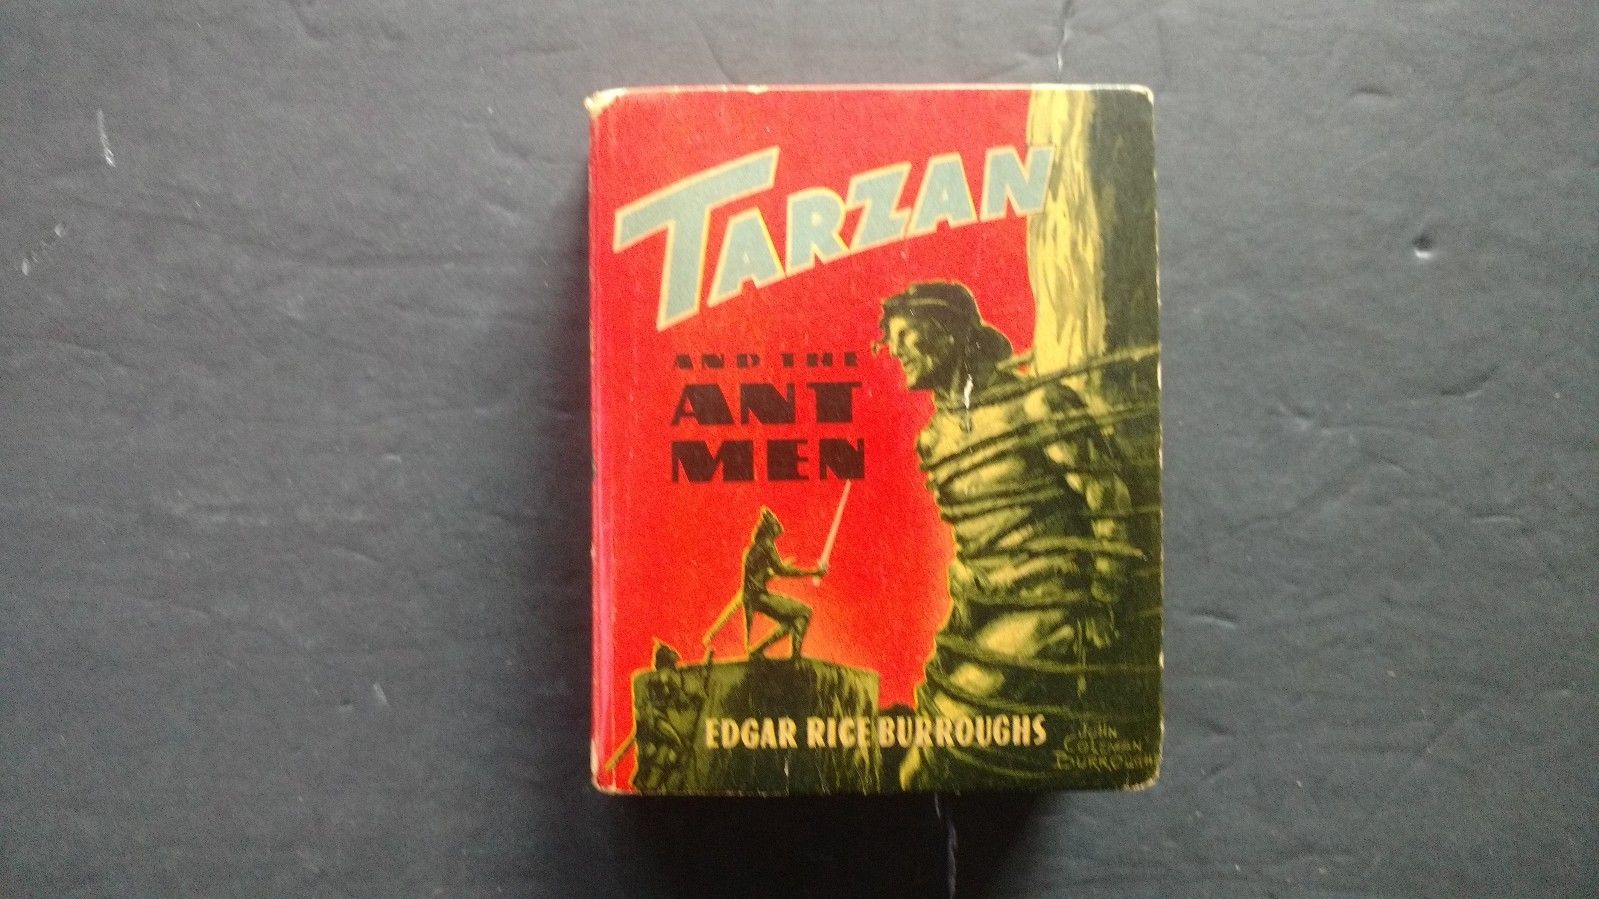 TARZAN
AND THE
ANT
MEN
EDGAR RICE BURROUGHS
JOHN
COLEMAN
BURROUGHS